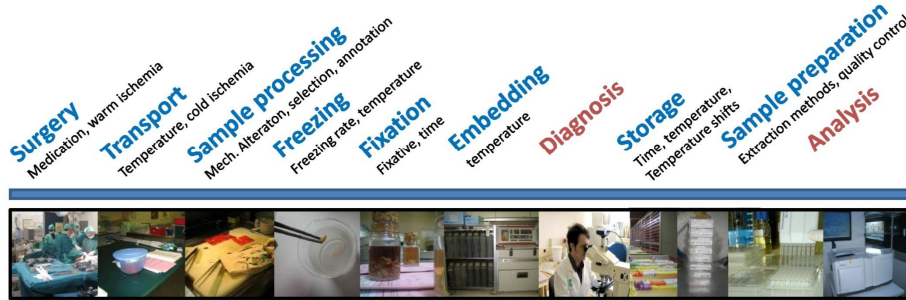 Surgery
Medication, warm ischemia
Transport
Temperature, cold ischemia
Sample processing
Mech. Alteraton, selection, annotation
Freezing
Freezing rate, temperature
Fixation
Fixative, time
Embedding
temperature
Diagnosis
Storage
Time, temperature,
Temperature shifts
Sample preparation
Extraction methods, quality control
Analysis